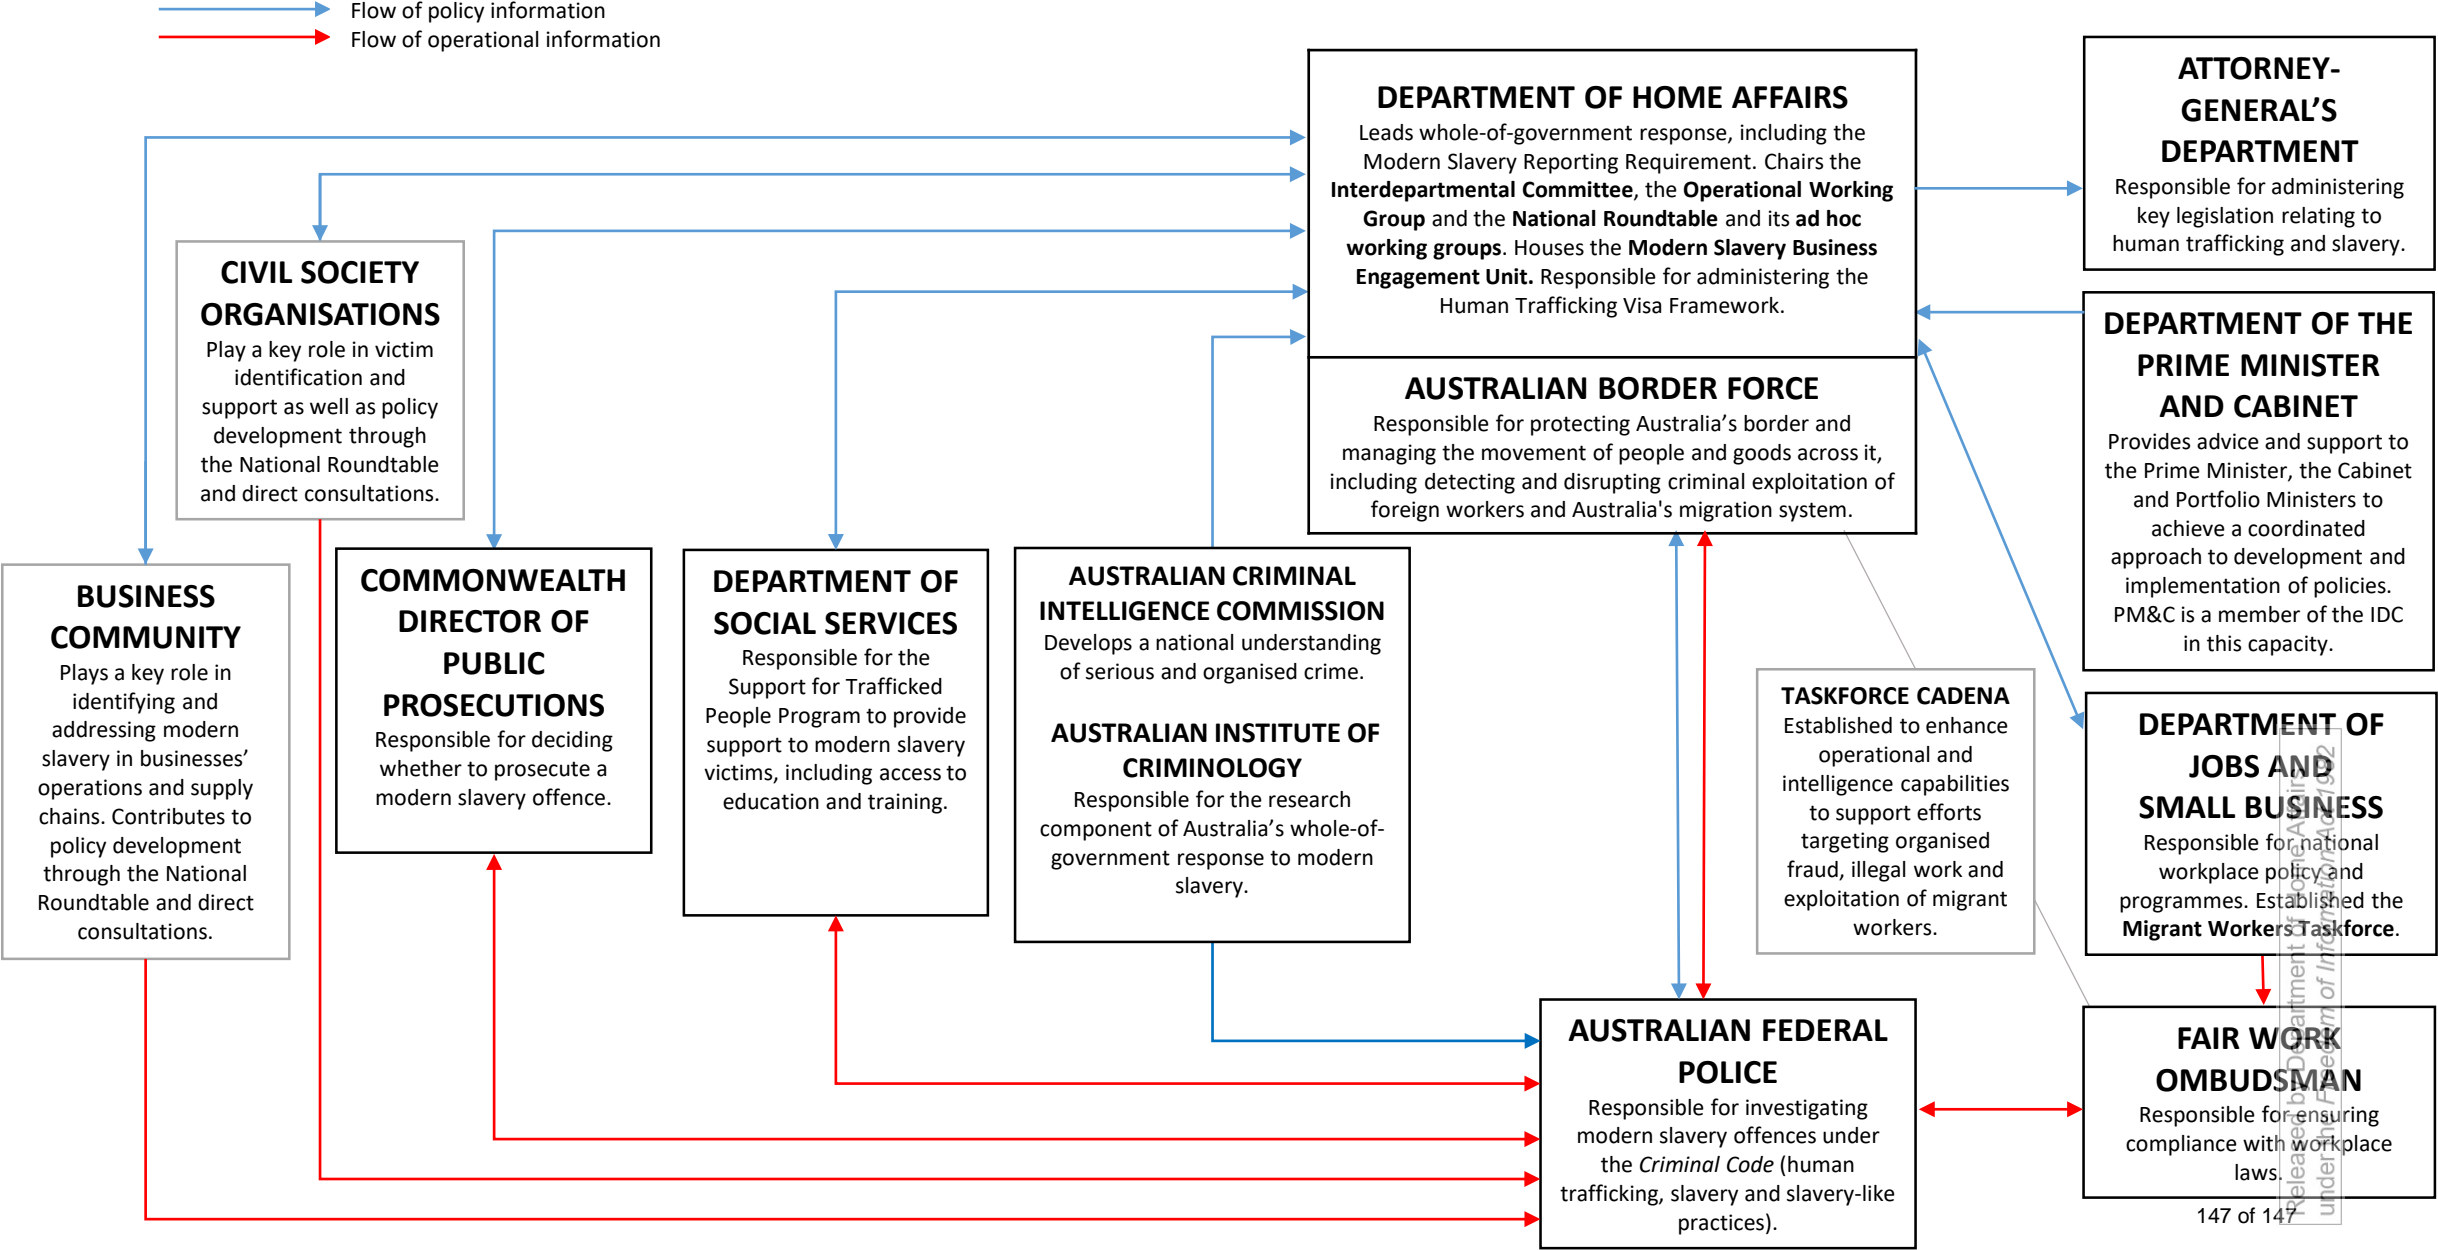 Flow of policy information
Flow of operational information
DEPARTMENT OF HOME AFFAIRS
Leads whole-of-government response, including the
Modern Slavery Reporting Requirement. Chairs the
Interdepartmental Committee, the Operational Working
Group and the National Roundtable and its ad hoc
working groups. Houses the Modern Slavery Business
Engagement Unit. Responsible for administering the
Human Trafficking Visa Framework.
AUSTRALIAN BORDER FORCE
Responsible for protecting Australia’s border and
managing the movement of people and goods across it,
including detecting and disrupting criminal exploitation of
foreign workers and Australia's migration system.
ATTORNEY-
GENERAL’S
DEPARTMENT
Responsible for administering
key legislation relating to
human trafficking and slavery.
CIVIL SOCIETY
ORGANISATIONS
Play a key role in victim
identification and
support as well as policy
development through
the National Roundtable
and direct consultations.
DEPARTMENT OF THE
PRIME MINISTER
AND CABINET
Provides advice and support to
the Prime Minister, the Cabinet
and Portfolio Ministers to
achieve a coordinated
approach to development and
implementation of policies.
PM&C is a member of the IDC
in this capacity.
BUSINESS
COMMUNITY
Plays a key role in
identifying and
addressing modern
slavery in businesses’
operations and supply
chains. Contributes to
policy development
through the National
Roundtable and direct
consultations.
COMMONWEALTH
DIRECTOR OF
PUBLIC
PROSECUTIONS
Responsible for deciding
whether to prosecute a
modern slavery offence.
DEPARTMENT OF
SOCIAL SERVICES
Responsible for the
Support for Trafficked
People Program to provide
support to modern slavery
victims, including access to
education and training.
AUSTRALIAN CRIMINAL
INTELLIGENCE COMMISSION
Develops a national understanding
of serious and organised crime.
AUSTRALIAN INSTITUTE OF
CRIMINOLOGY
Responsible for the research
component of Australia’s whole-of-
government response to modern
slavery.
TASKFORCE CADENA
Established to enhance
operational and
intelligence capabilities
to support efforts
targeting organised
fraud, illegal work and
exploitation of migrant
workers.
DEPARTMENT OF
JOBS AND
SMALL BUSINESS
Responsible for national
workplace policy and
programmes. Established the
Migrant Workers Taskforce.
AUSTRALIAN FEDERAL
POLICE
Responsible for investigating
modern slavery offences under
the Criminal Code (human
trafficking, slavery and slavery-like
practices).
FAIR WORK
OMBUDSMAN
Responsible for ensuring
compliance with workplace
laws.
Released by Department of Home Affairs
under the Freedom of Information Act 1992
147 of 147